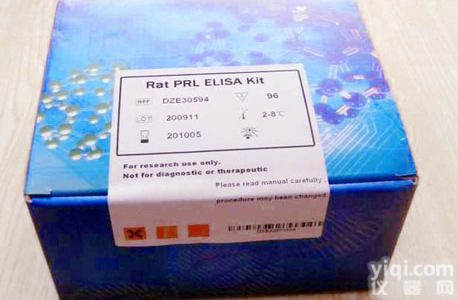 Rat PRL ELISA Kit
REF DZE30594 96
LOT 200911 2-8℃
201005
For research use only.
Not for diagnostic or therapeutic
Please read manual carefully
procedure may been changed
yiqi.com
仪器网